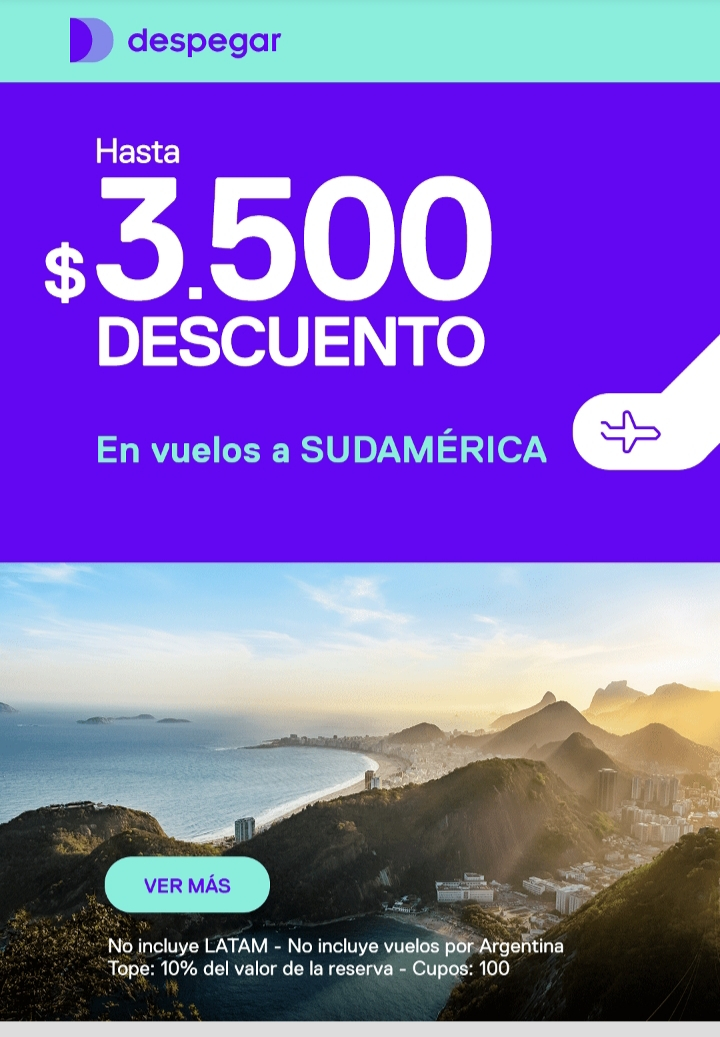 despegar
Hasta
$3.500
DESCUENTO
En vuelos a SUDAMÉRICA
VER MÁS
No incluye LATAM - No incluye vuelos por Argentina
Tope: 10% del valor de la reserva - Cupos: 100